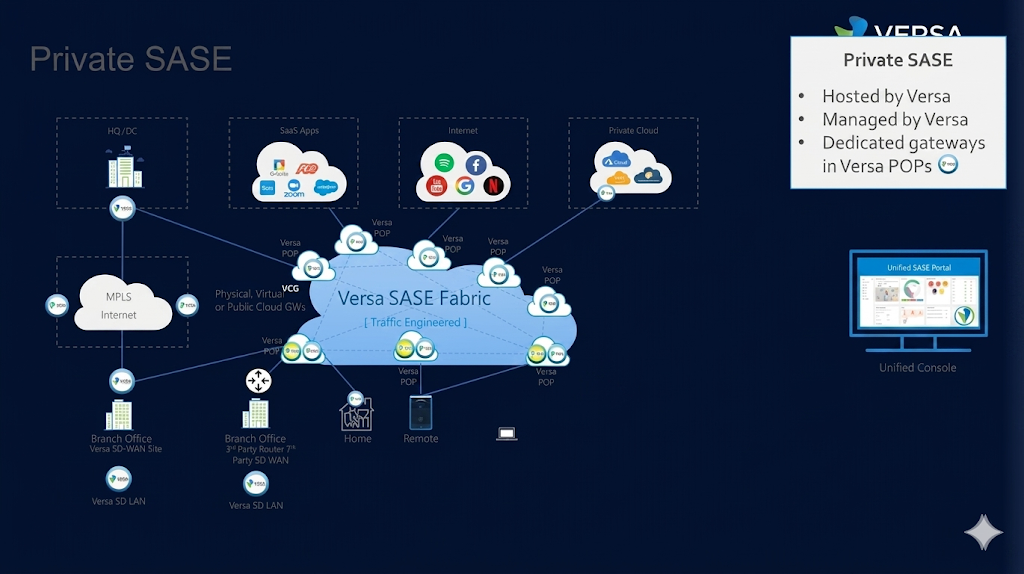 Private SASE
VERSA
Private SASE
• Hosted by Versa
• Managed by Versa
• Dedicated gateways
in Versa POPs
HQ/DC
SaaS Apps
Internet
Private Cloud
zoom
Cloud
Versa
POP
Versa
POP
Versa
POP
Versa
POP
Versa
POP
MPLS
Internet
Physical, Virtual
or Public Cloud GWs
VCG
Versa SASE Fabric
[ Traffic Engineered ]
Unified SASE Portal
Unified Console
Versa
POP
Versa
POP
Versa
POP
Branch Office
Versa SD-WAN Site
Branch Office
3rd Party Router 7th
Party SD WAN
Home
Remote
Versa SD LAN
Versa SD LAN